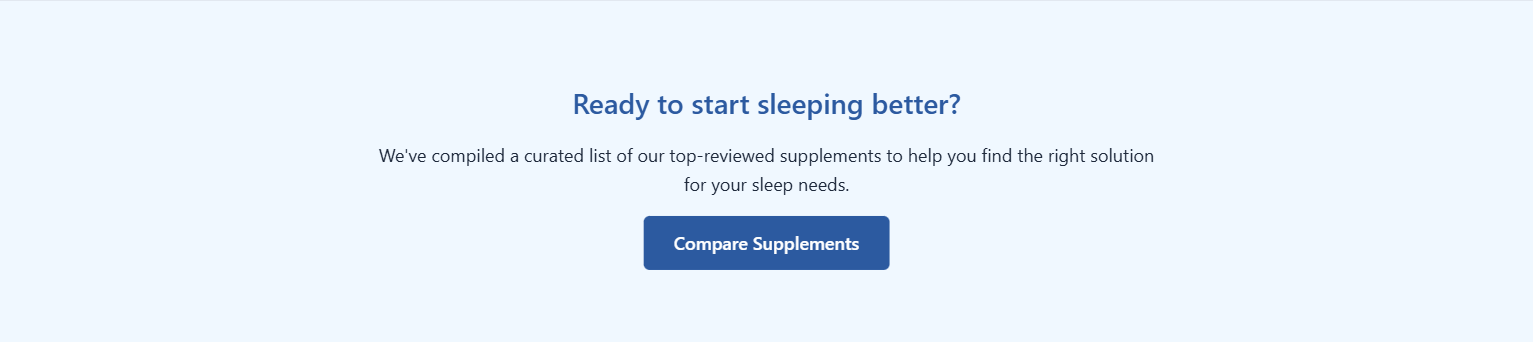 Ready to start sleeping better?
We've compiled a curated list of our top-reviewed supplements to help you find the right solution
for your sleep needs.
Compare Supplements